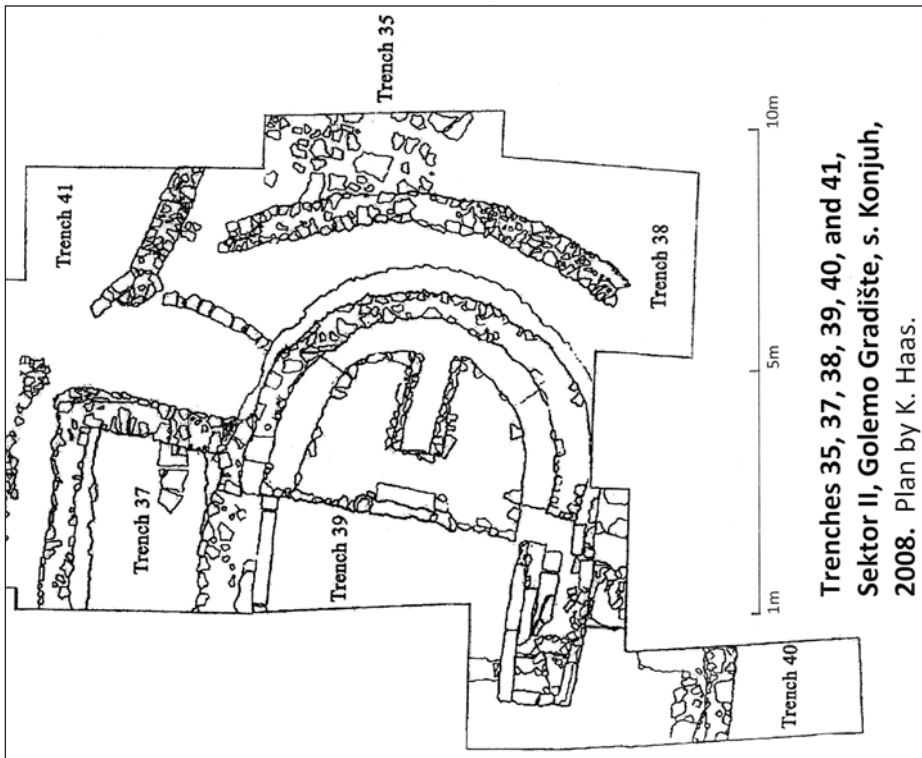 Trench 41
Trench 35
Trench 37
Trench 38
Trench 39
Trench 40
1m
5m
10m
Trenches 35, 37, 38, 39, 40, and 41,
Sektor II, Golemo Gradište, s. Konjuh,
2008. Plan by K. Haas.